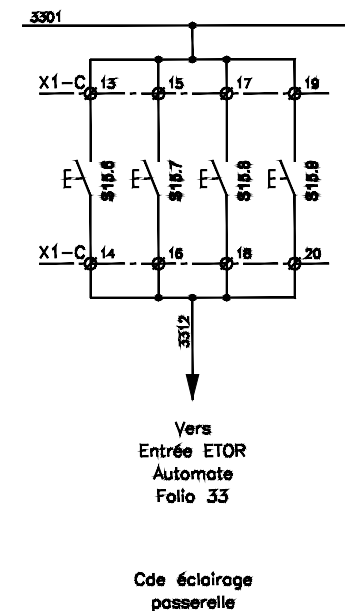 3301
X1-C 13 15 17 19
E S15.6 E S15.7 E S15.8 E S15.9
X1-C 14 16 18 20
3312
Vers
Entrée ETOR
Automate
Folio 33
Cde éclairage
passerelle